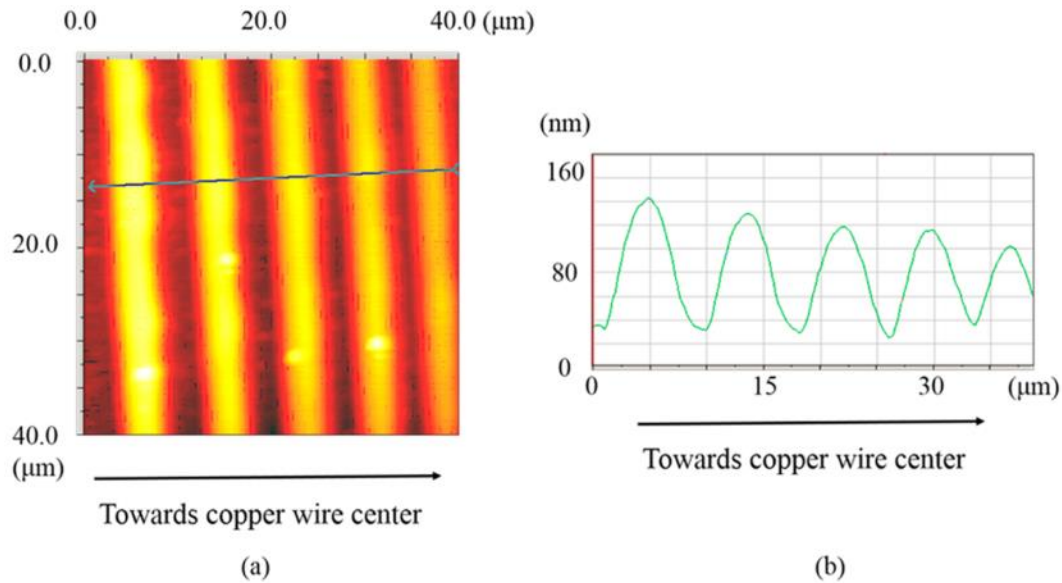 0.0 20.0 40.0 (μm)
0.0
20.0
40.0
(μm)
Towards copper wire center
(a)
(nm)
160
80
0
0 15 30 (μm)
Towards copper wire center
(b)